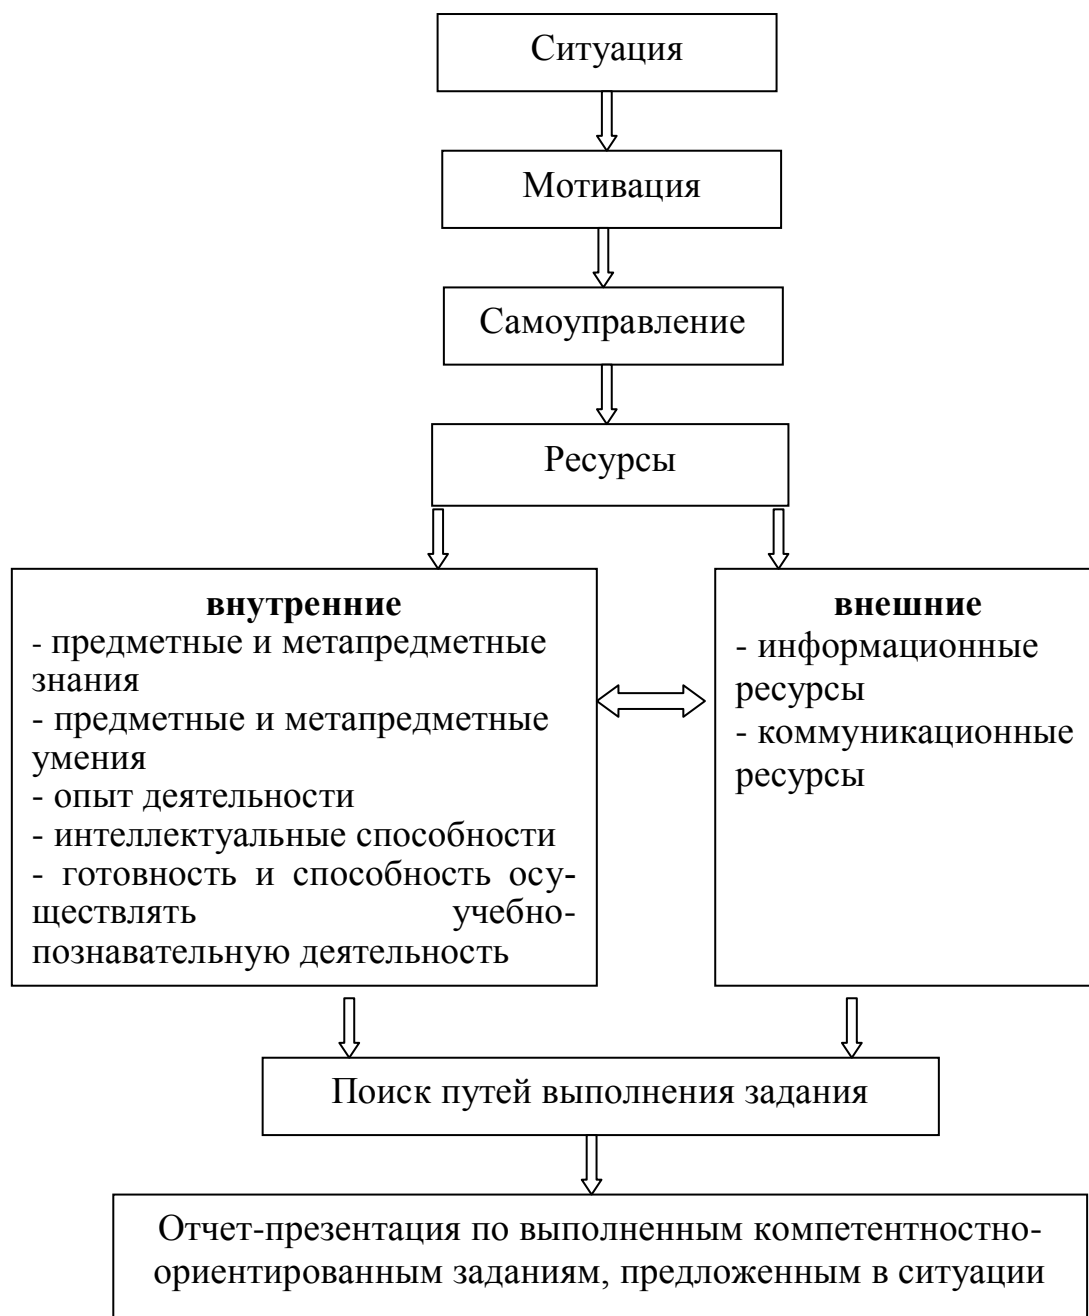 Ситуация
Мотивация
Самоуправление
Ресурсы
внутренние
- предметные и метапредметные
знания
- предметные и метапредметные
умения
- опыт деятельности
- интеллектуальные способности
- готовность и способность осу-
ществлять учебно-
познавательную деятельность
внешние
- информационные
ресурсы
- коммуникационные
ресурсы
Поиск путей выполнения задания
Отчет-презентация по выполненным компетентностно-
ориентированным заданиям, предложенным в ситуации